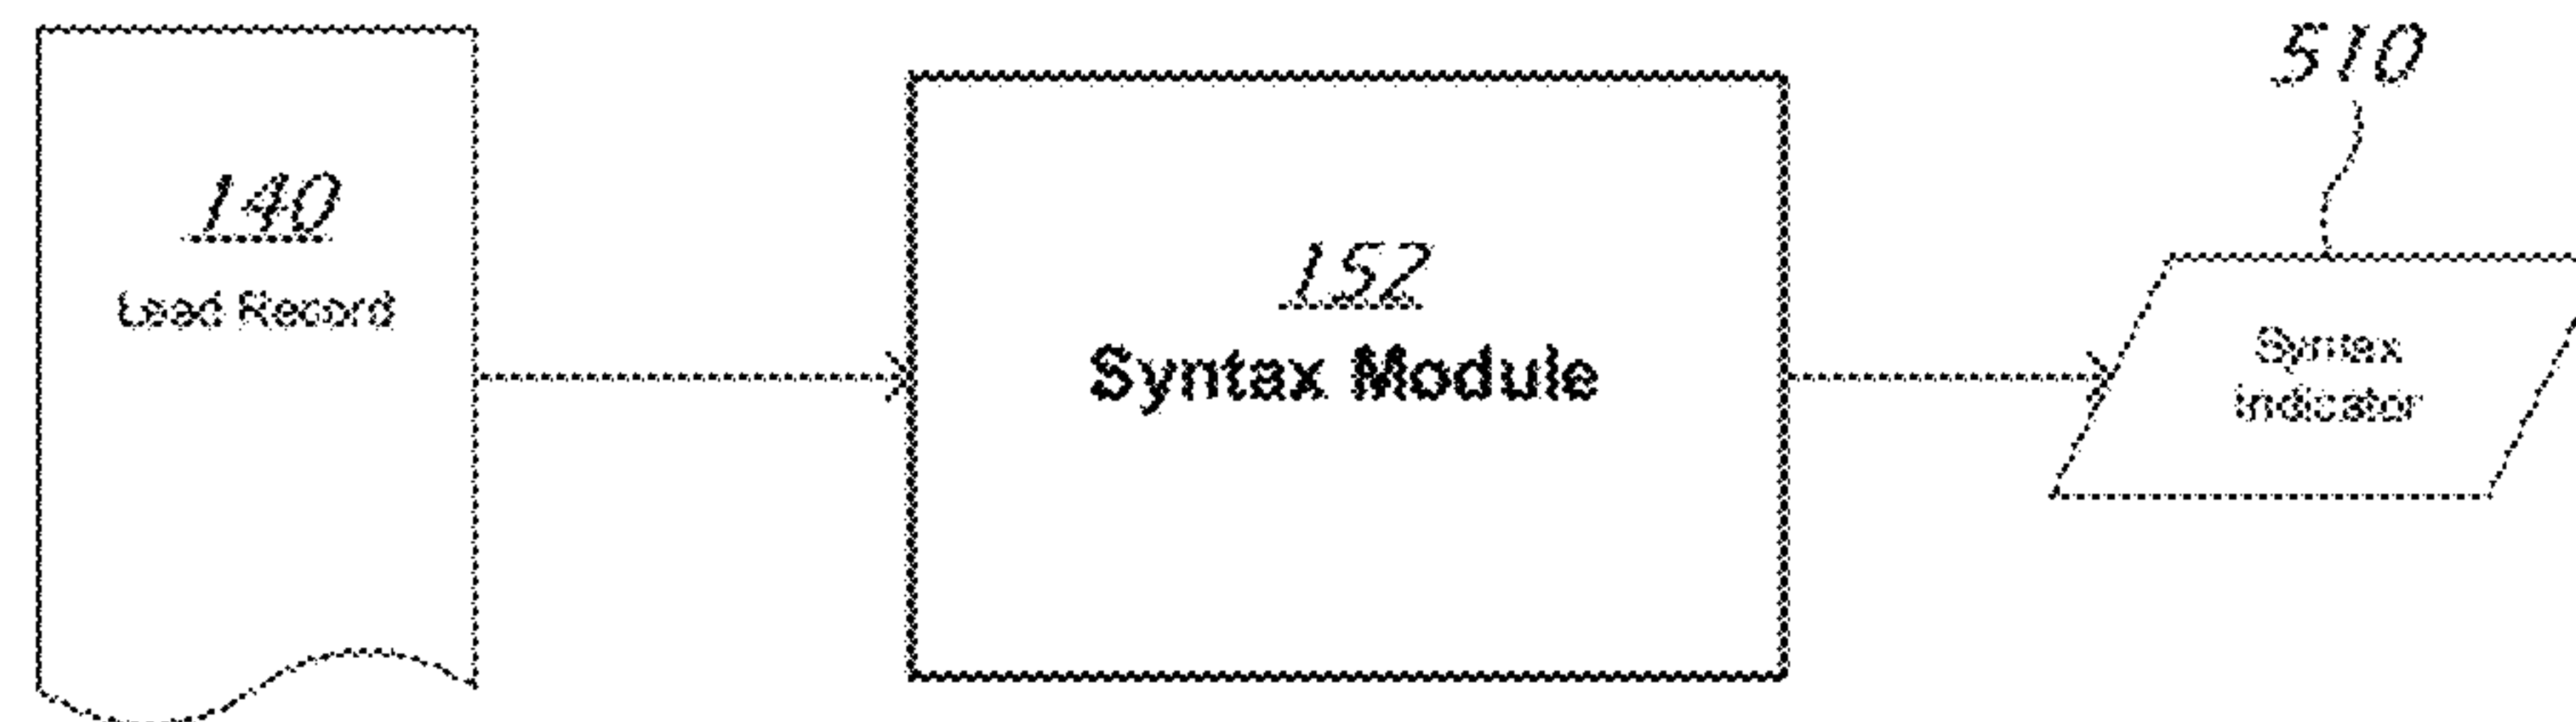 510
140
Lead Record
152
Syntax Module
Syntax
Indicator